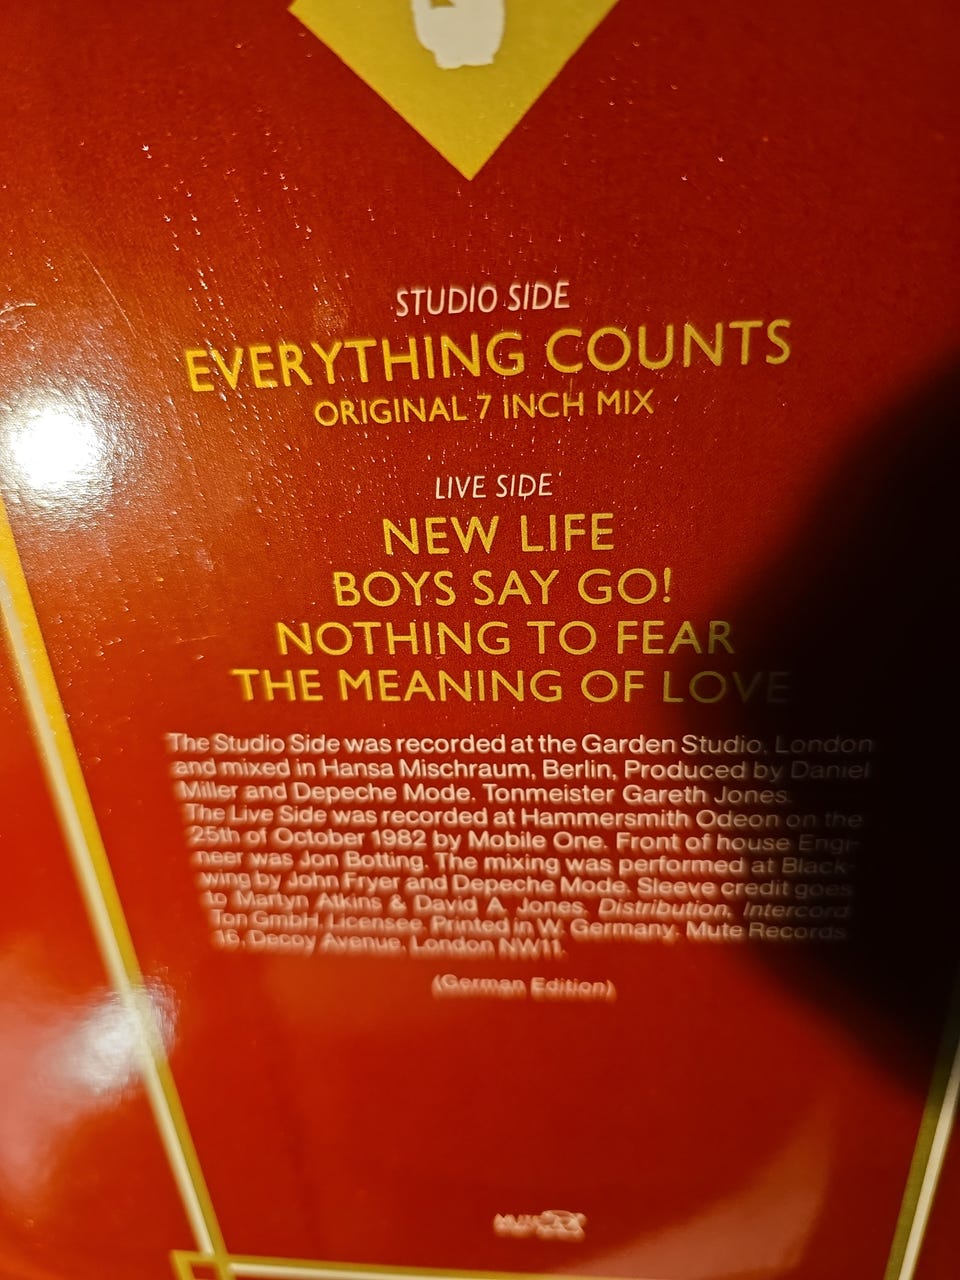 STUDIO SIDE
EVERYTHING COUNTS
ORIGINAL 7 INCH MIX
LIVE SIDE
NEW LIFE
BOYS SAY GO!
NOTHING TO FEAR
THE MEANING OF LOVE
The Studio Side was recorded at the Garden Studio, London
and mixed in Hansa Mischraum, Berlin, Produced by Daniel
Miller and Depeche Mode. Tonmeister Gareth Jones.
The Live Side was recorded at Hammersmith Odeon on the
25th of October 1982 by Mobile One. Front of house Engi-
neer was Jon Botting. The mixing was performed at Black-
wing by John Fryer and Depeche Mode. Sleeve credit goes
to Martyn Atkins & David A. Jones. Distribution, Intercord
Ton GmbH, Licensee. Printed in W. Germany. Mute Records
16, Decoy Avenue, London NW11.
(German Edition)